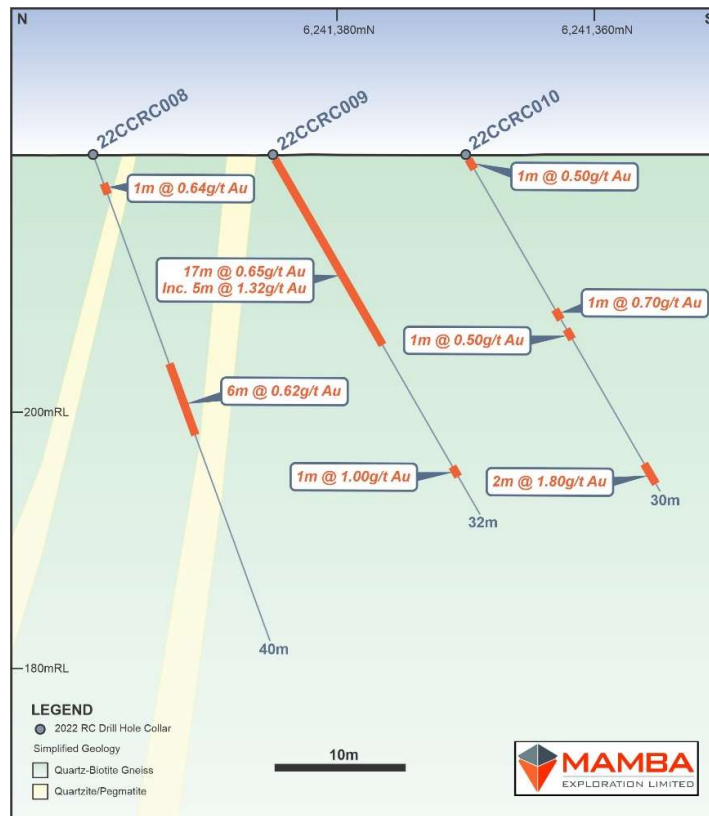 N
6,241,380mN
6,241,360mN
S
22CCRC008
22CCRC009
22CCRC010
1m @ 0.64g/t Au
1m @ 0.50g/t Au
17m @ 0.65g/t Au
Inc. 5m @ 1.32g/t Au
1m @ 0.70g/t Au
1m @ 0.50g/t Au
6m @ 0.62g/t Au
200mRL
1m @ 1.00g/t Au
2m @ 1.80g/t Au
30m
32m
40m
180mRL
LEGEND
2022 RC Drill Hole Collar
Simplified Geology
Quartz-Biotite Gneiss
Quartzite/Pegmatite
10m
MAMBA
EXPLORATION LIMITED